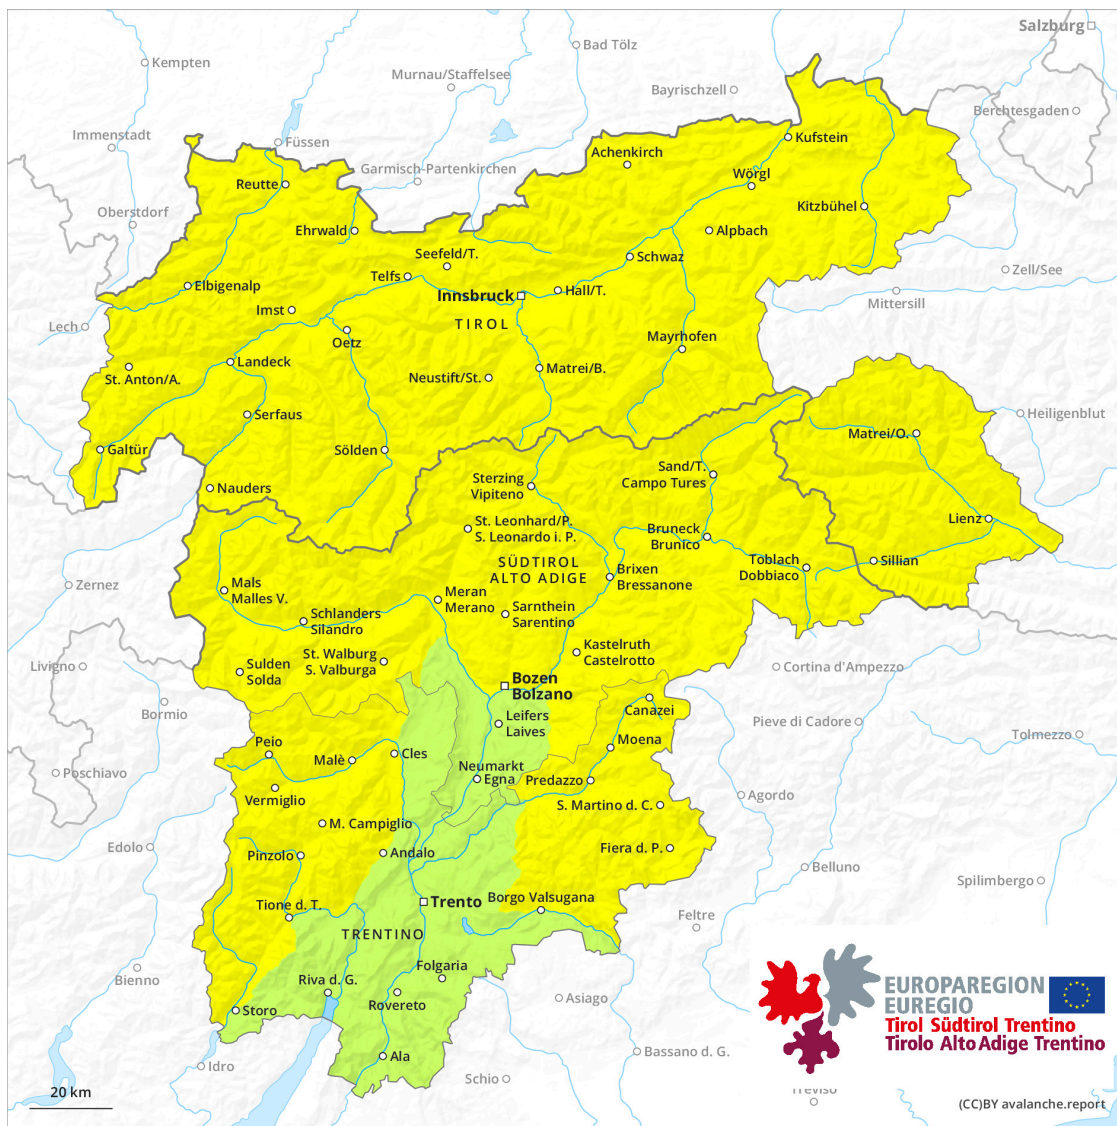 Salzburg
Bad Tölz
Kempten
Murnau/Staffelsee
Bayrischzell
Berchtesgaden
Immenstadt
Füssen
Kufstein
Achenkirch
Garmisch-Partenkirchen
Wörgl
Reutte
Oberstdorf
Kitzbühel
Ehrwald
Alpbach
Seefeld/T.
Schwaz
Zell/See
Telfs
Elbigenalp
Innsbruck
Hall/T.
Mittersill
Imst
TIROL
Lech
Oetz
Mayrhofen
Landeck
Matrei/B.
St. Anton/A.
Neustift/St.
Serfaus
Heiligenblut
Matrei/O.
Galtür
Sölden
Sand/T.
Campo Tures
Sterzing
Vipiteno
Nauders
St. Leonhard/P.
S. Leonardo i. P.
Lienz
Bruneck
Brunico
SÜDTIROL
ALTO ADIGE
Toblach
Dobbiaco
Sillian
Brixen
Bressanone
Zernez
Mals
Malles V.
Meran
Merano
Schlanders
Silandro
Sarnthein
Sarentino
Kastelruth
Castelrotto
St. Walburg
S. Valburga
Livigno
Sulden
Solda
Cortina d'Ampezzo
Bozen
Bolzano
Bormio
Canazei
Leifers
Laives
Pieve di Cadore
Tolmezzo
Moena
Peio
Cles
Malè
Poschiavo
Neumarkt
Egna
Predazzo
Vermiglio
Agordo
S. Martino d. C.
M. Campiglio
Edolo
Pinzolo
Andalo
Fiera d. P.
Belluno
Spilimbergo
Trento
Borgo Valsugana
Tione d. T.
Feltre
TRENTINO
Folgaria
Bienno
Riva d. G.
Rovereto
Asiago
Storo
EUROPAREGION
EUREGIO
Tirol Südtirol Trentino
Tirolo Alto Adige Trentino
Ala
Bassano d. G.
Idro
Schio
Treviso
20 km
(CC)BY avalanche.report